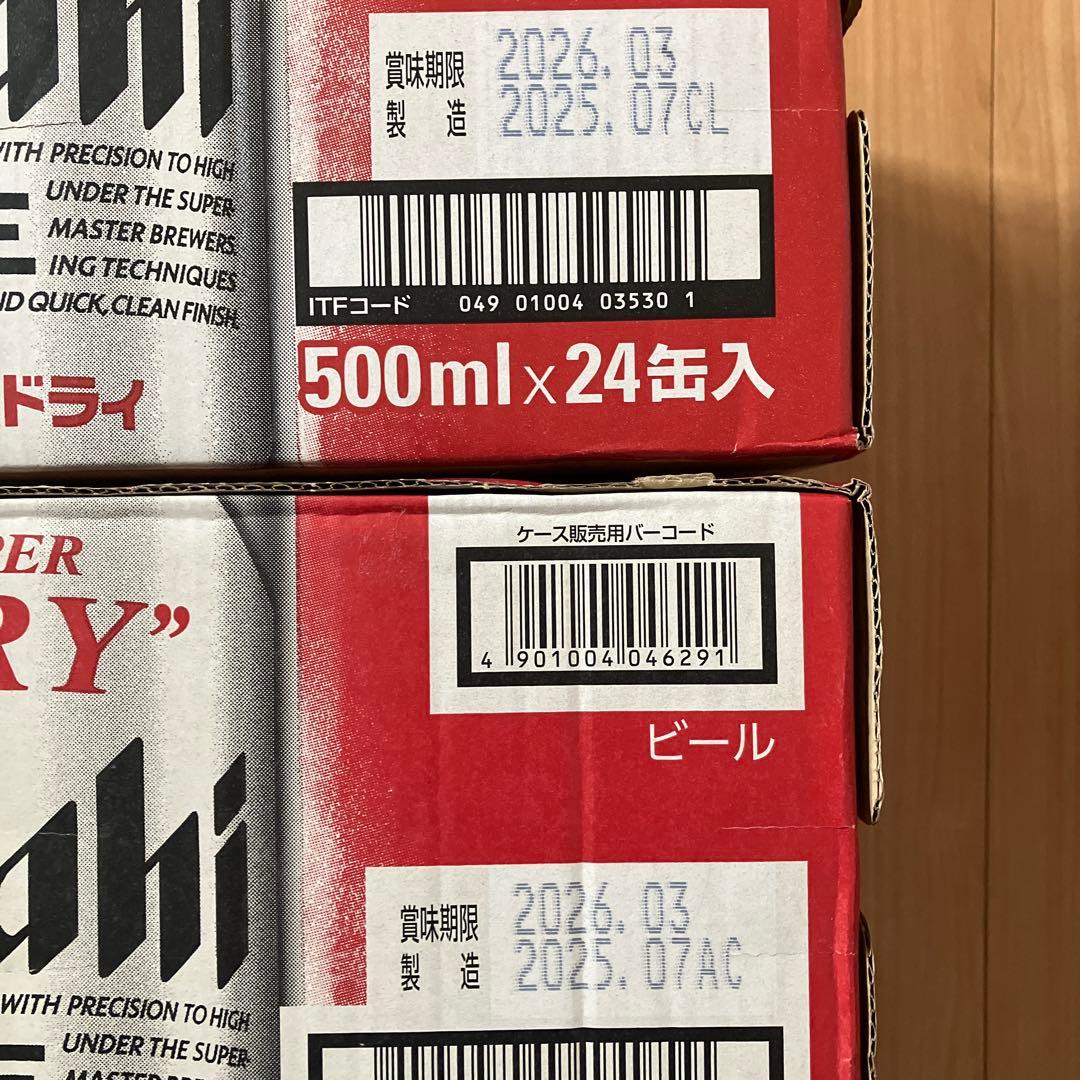 ahi
賞味期限 2026.03
製造 2025.07CL
WITH PRECISION TO HIGH
UNDER THE SUPER-
MASTER BREWERS
ING TECHNIQUES
ND QUICK, CLEAN FINISH.
ドライ
ITFコード 049 01004 03530 1
500ml×24缶入
PER
RY”
ケース販売用バーコード
4 901004 046291
ビール
ahi
賞味期限 2026.03
製造 2025.07AC
WITH PRECISION TO HIGH
UNDER THE SUPER-